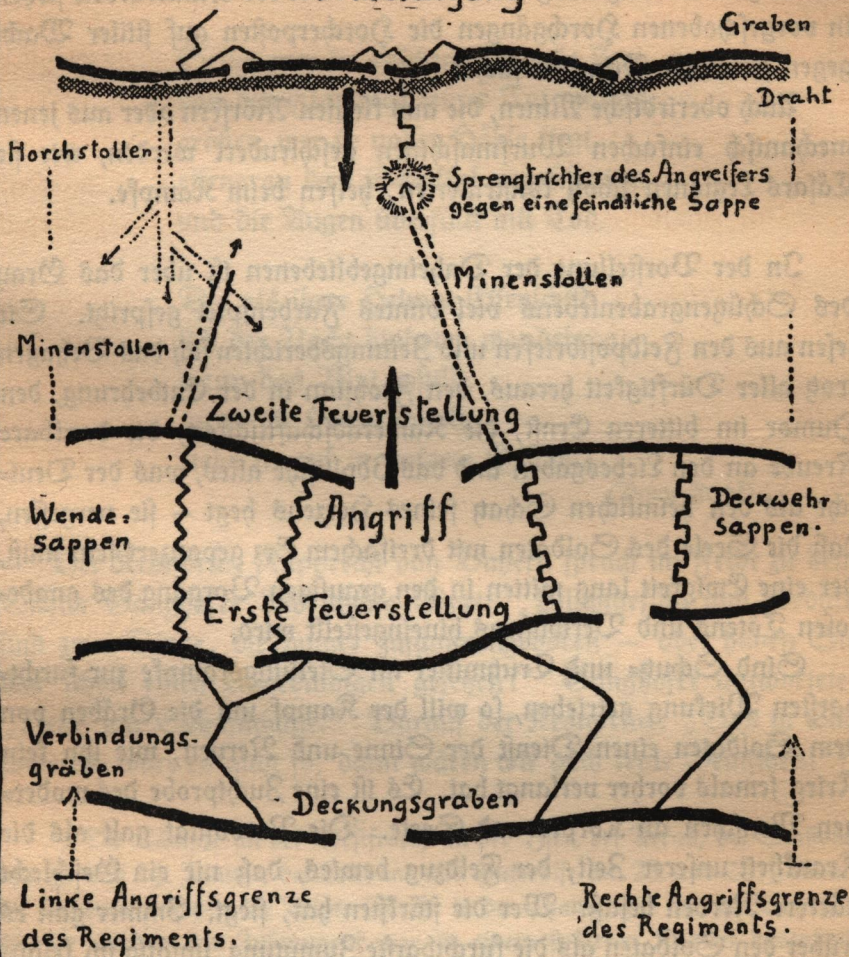 Graben
Draht
Horchstollen
Sprengtrichter des Angreifers
gegen eine feindliche Sappe
Minenstollen
Minenstollen
Zweite Feuerstellung
Angriff
Wende=
sappen
Deckwehr
sappen.
Erste Feuerstellung
Verbindungs-
gräben
Deckungsgraben
Linke Angriffsgrenze
des Regiments.
Rechte Angriffsgrenze
des Regiments.